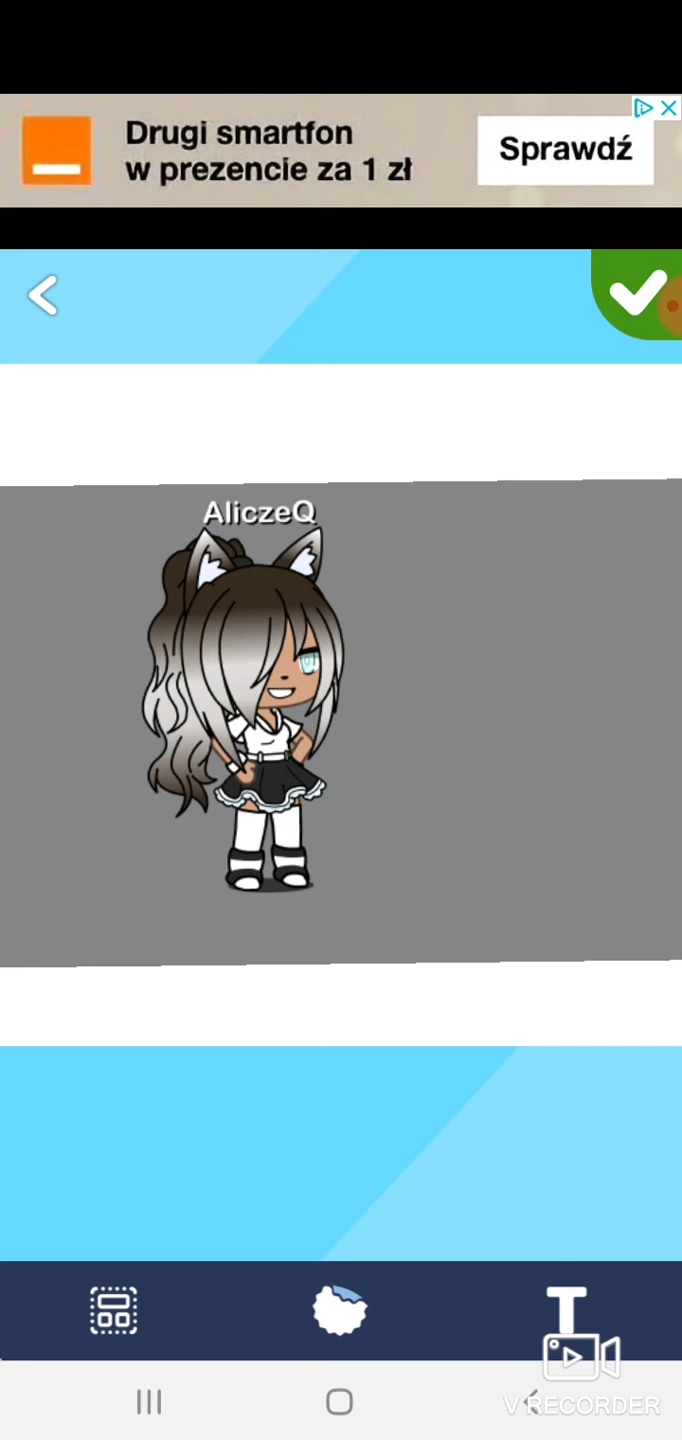 Drugi smartfon
w prezencie za 1 zł
Sprawdź
AliczeQ
T
V RECORDER